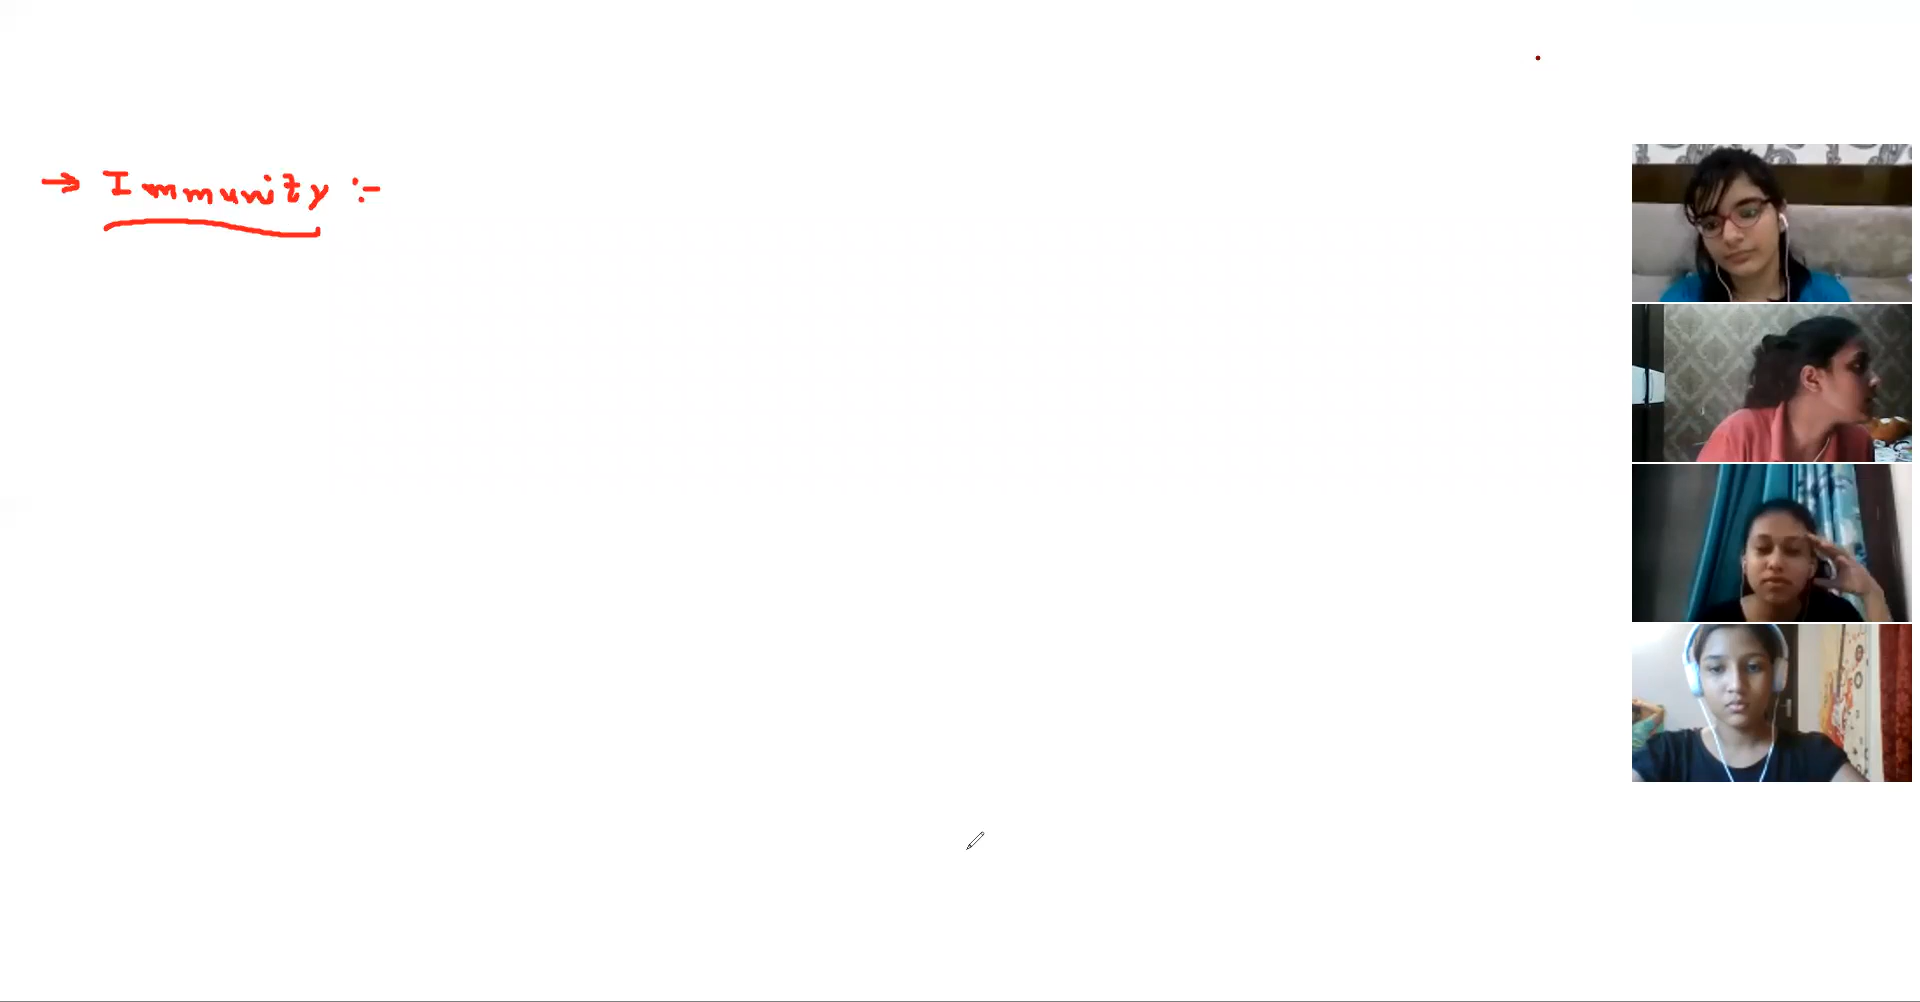 → Immunity :-